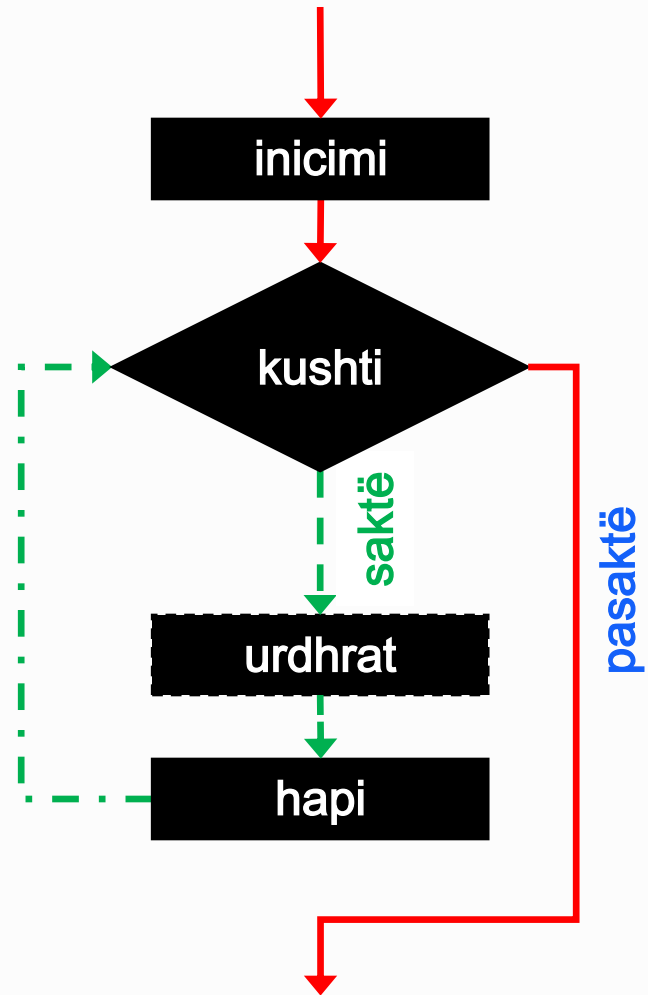 inicimi
kushti
saktë
pasaktë
urdhrat
hapi